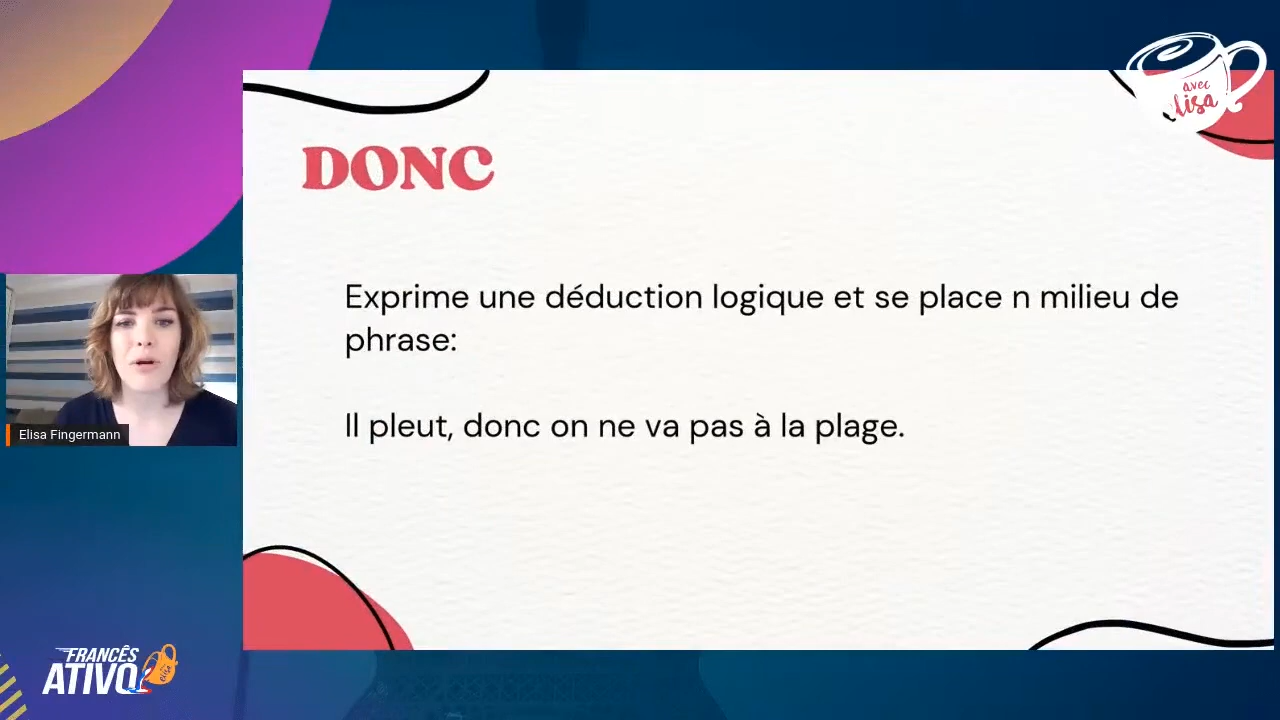 avec
elisa
DONC
Exprime une déduction logique et se place n milieu de
phrase:
Il pleut, donc on ne va pas à la plage.
Elisa Fingermann
FRANCÊS
ATIVO
elisa